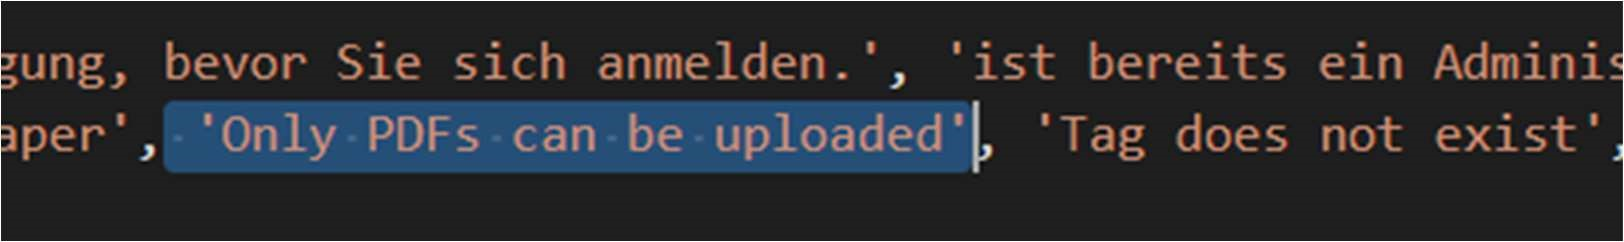 gung, bevor Sie sich anmelden.', 'ist bereits ein Adminis
aper', 'Only PDFs can be uploaded', 'Tag does not exist',